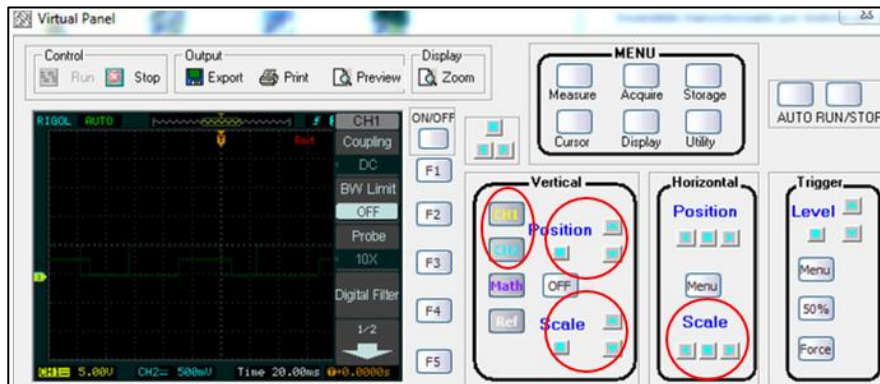 Virtual Panel
Control
Run
Stop
Output
Export
Print
Preview
Display
Zoom
MENU
Measure
Acquire
Storage
Cursor
Display
Utility
AUTO RUN/STOP
RIGOL AUTO
CH1
Coupling
DC
BW Limit
OFF
Probe
10X
Digital Filter
1/2
CH1 5.00V CH2 500mV Time 20.00ms 0.0000s
ON/OFF
F1
F2
F3
F4
F5
Vertical
CH1
Position
CH2
Math
OFF
Ref
Scale
Horizontal
Position
Menu
Scale
Trigger
Level
Menu
50%
Force